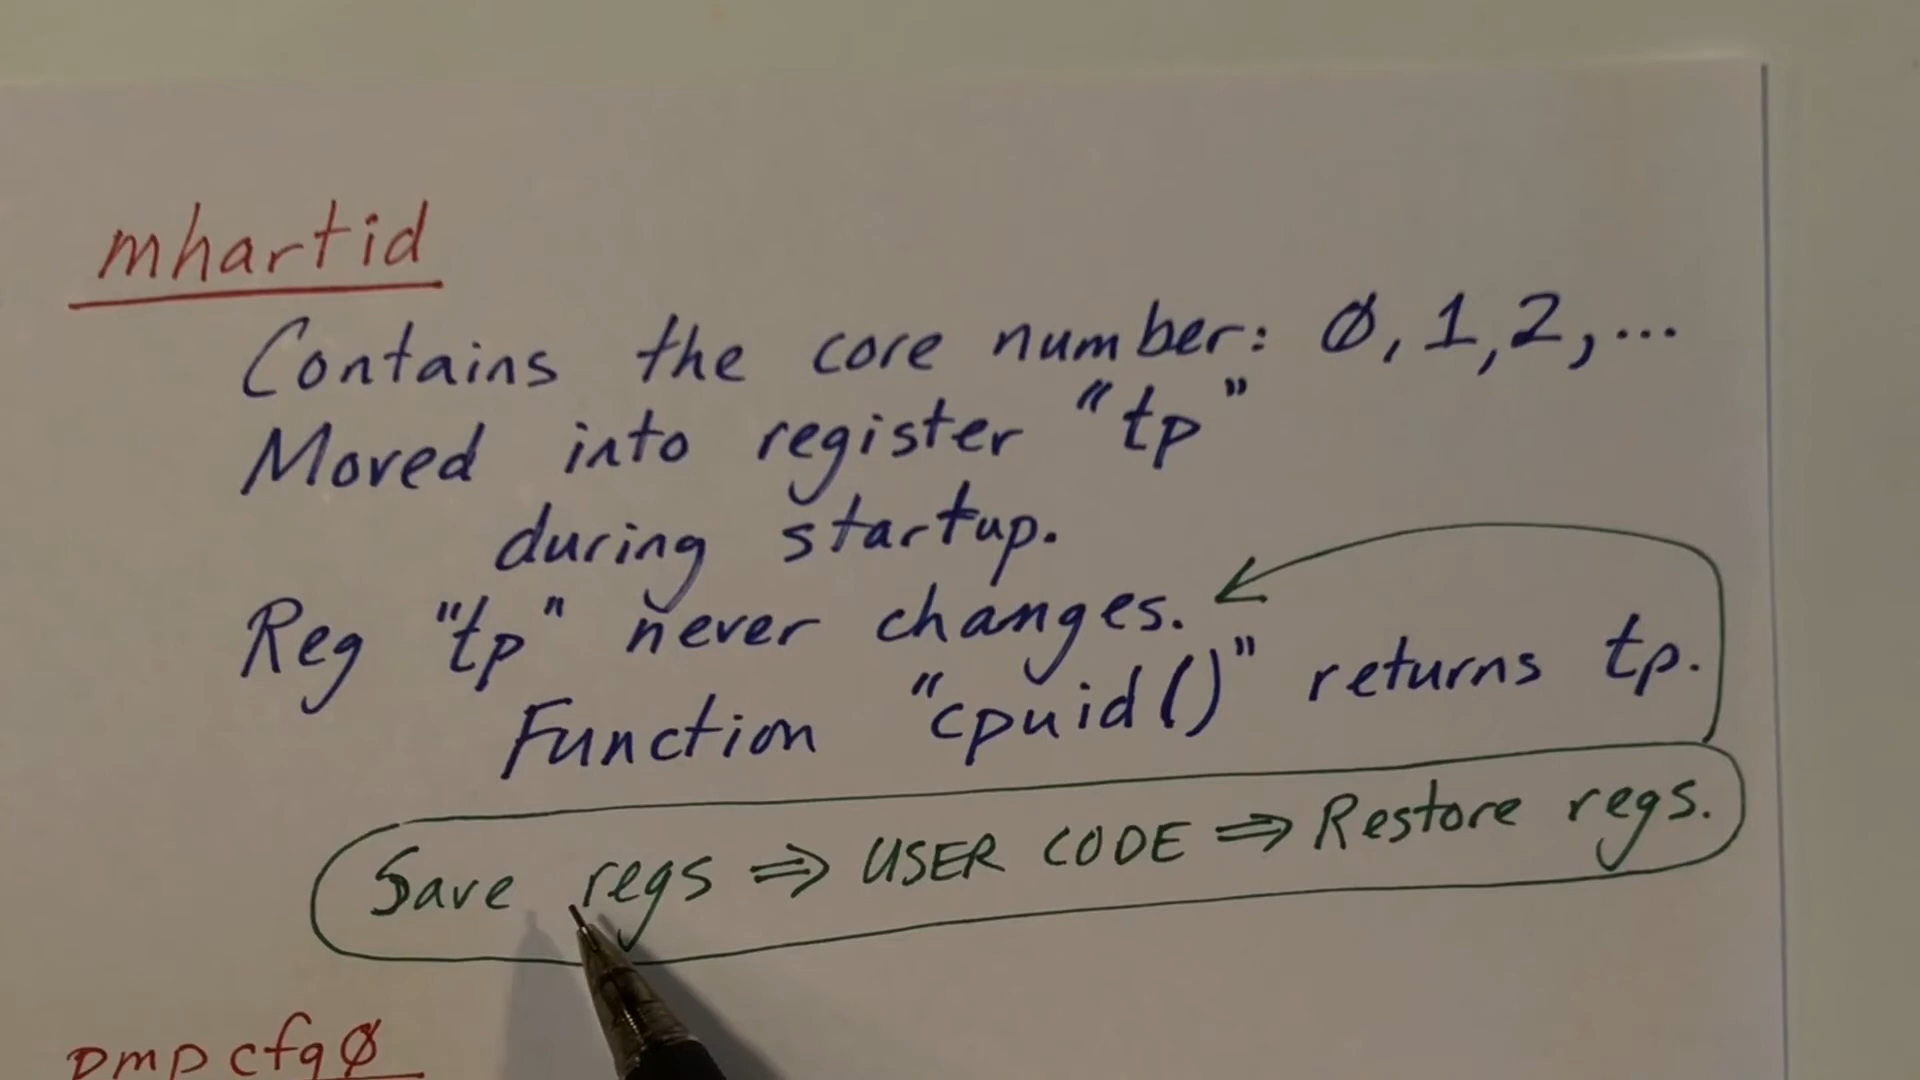 mhartid
Contains the core number: 0, 1, 2, ...
Moved into register "tp"
during startup.
Reg "tp" never changes.
Function "cpuid()" returns tp.
Save regs ⇒ USER CODE ⇒ Restore regs.
pmpcfg0